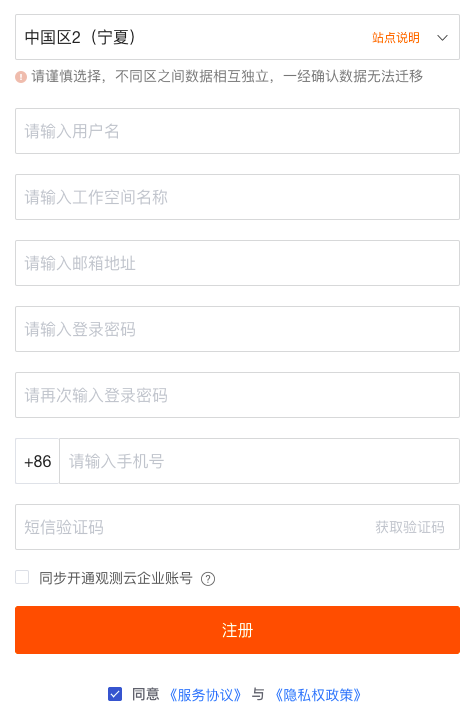 中国区2（宁夏） 站点说明
请谨慎选择，不同区之间数据相互独立，一经确认数据无法迁移
请输入用户名
请输入工作空间名称
请输入邮箱地址
请输入登录密码
请再次输入登录密码
+86 请输入手机号
短信验证码 获取验证码
同步开通观测云企业账号
注册
同意 《服务协议》 与 《隐私权政策》